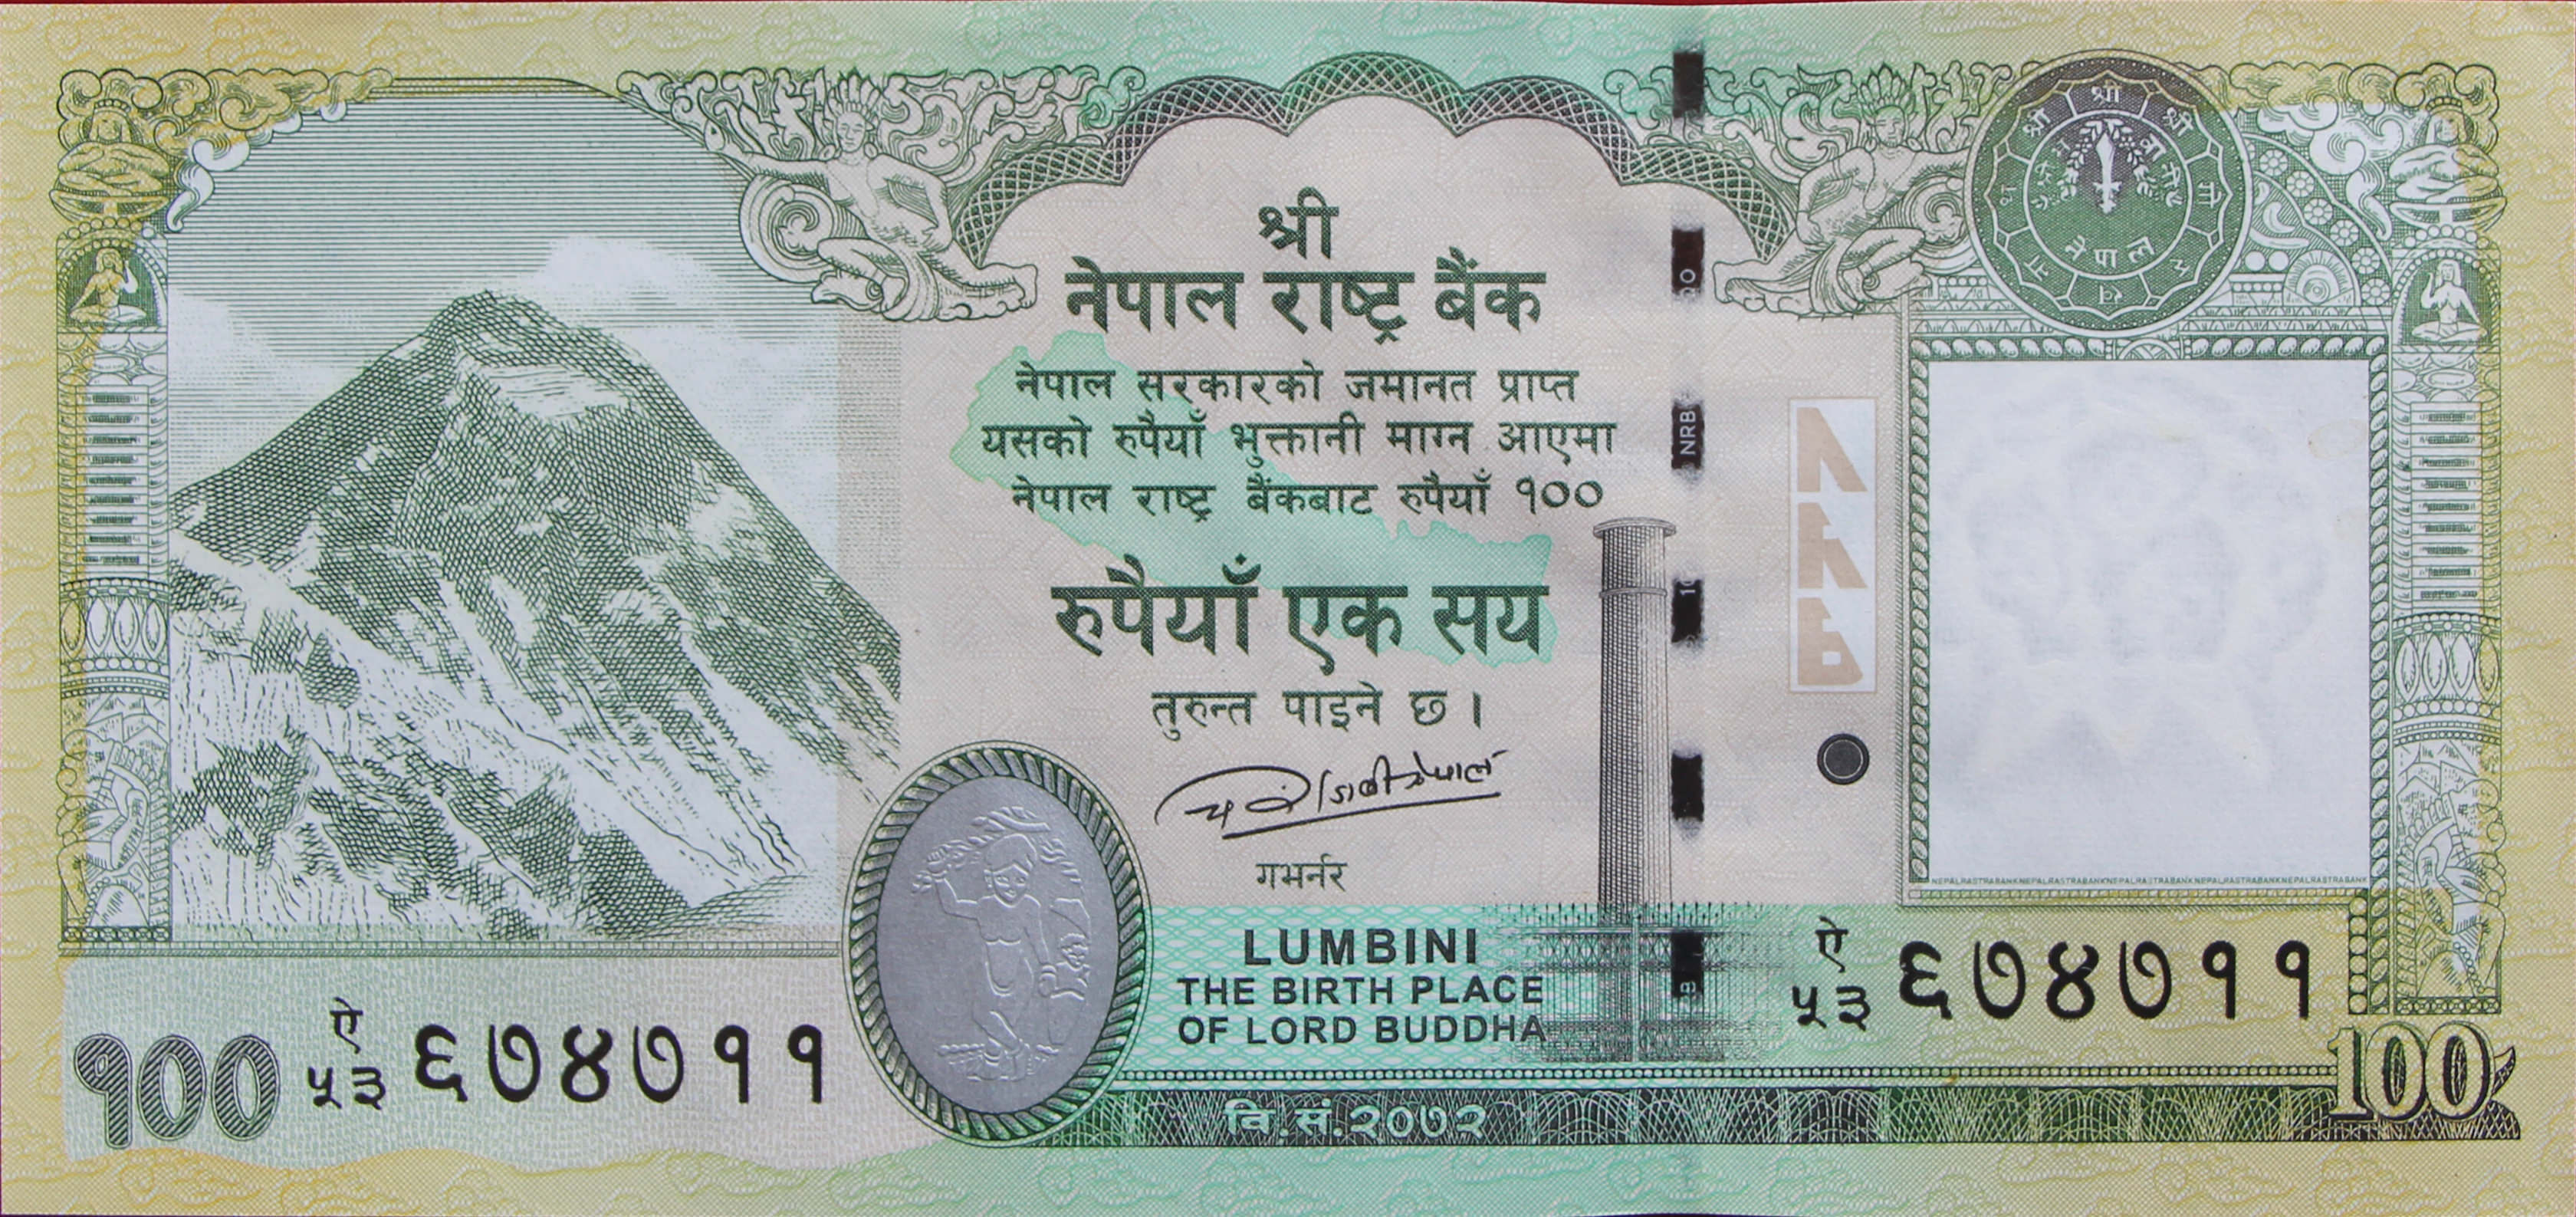 श्री
नेपाल राष्ट्र बैंक
नेपाल सरकारको जमानत प्राप्त
यसको रुपैयाँ भुक्तानी माग्न आएमा
नेपाल राष्ट्र बैंकबाट रुपैयाँ १००
रुपैयाँ एक सय
तुरुन्त पाइने छ ।
गभर्नर
LUMBINI
THE BIRTH PLACE
OF LORD BUDDHA
वि.सं.२०७२
१००
ऐ
५३ ६७४७११
ऐ
५३ ६७४७११
100
श्री
श्री
श्री
नेपाल
NRB
NEPALRASTRABANKNEPALRASTRABANKNEPALRASTRABANKNEPALRASTRABANK